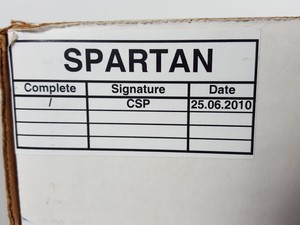 SPARTAN
Complete Signature Date
/ CSP 25.06.2010